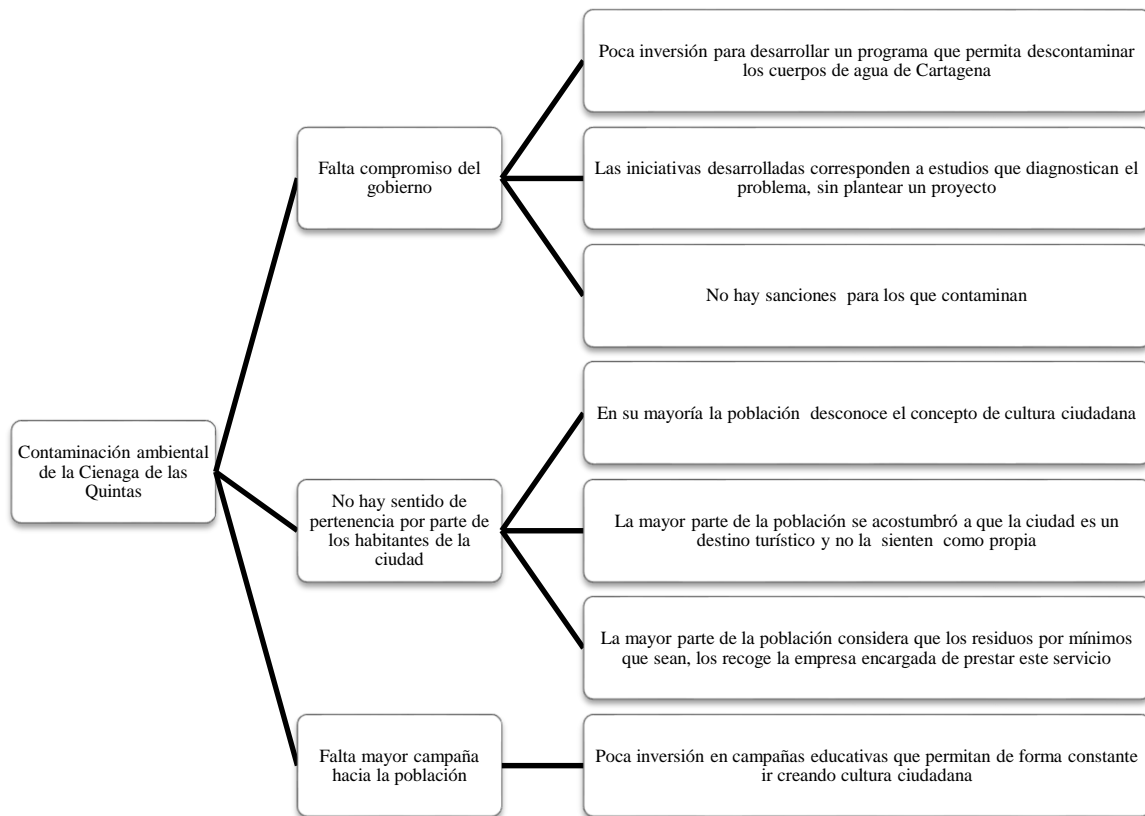 Contaminación ambiental
de la Cienaga de las
Quintas
Falta compromiso del
gobierno
Poca inversión para desarrollar un programa que permita descontaminar
los cuerpos de agua de Cartagena
Las iniciativas desarrolladas corresponden a estudios que diagnostican el
problema, sin plantear un proyecto
No hay sanciones para los que contaminan
No hay sentido de
pertenencia por parte de
los habitantes de la
ciudad
En su mayoría la población desconoce el concepto de cultura ciudadana
La mayor parte de la población se acostumbró a que la ciudad es un
destino turístico y no la sienten como propia
La mayor parte de la población considera que los residuos por mínimos
que sean, los recoge la empresa encargada de prestar este servicio
Falta mayor campaña
hacia la población
Poca inversión en campañas educativas que permitan de forma constante
ir creando cultura ciudadana